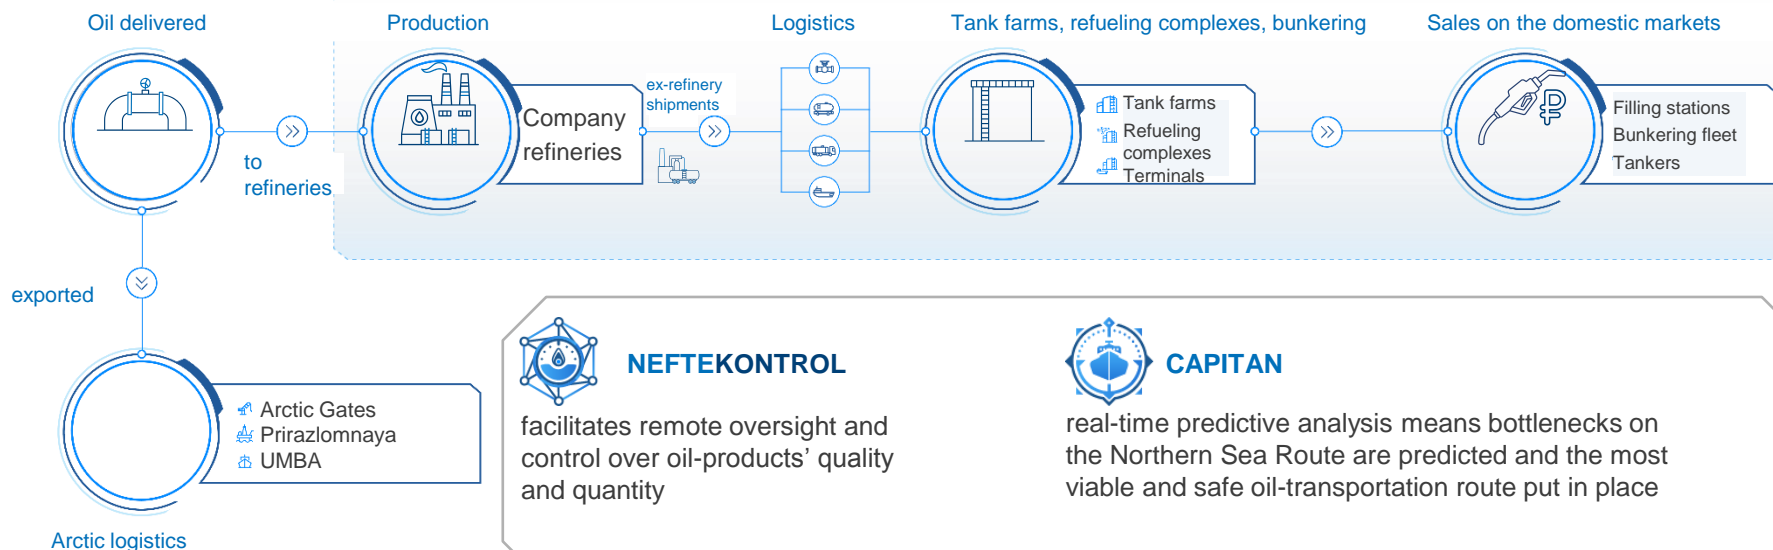 Oil delivered
Production
Logistics
Tank farms, refueling complexes, bunkering
Sales on the domestic markets
to
refineries
Company
refineries
ex-refinery
shipments
Tank farms
Refueling
complexes
Terminals
Filling stations
Bunkering fleet
Tankers
exported
Arctic Gates
Prirazlomnaya
UMBA
Arctic logistics
NEFTEKONTROL
facilitates remote oversight and
control over oil-products’ quality
and quantity
CAPITAN
real-time predictive analysis means bottlenecks on
the Northern Sea Route are predicted and the most
viable and safe oil-transportation route put in place